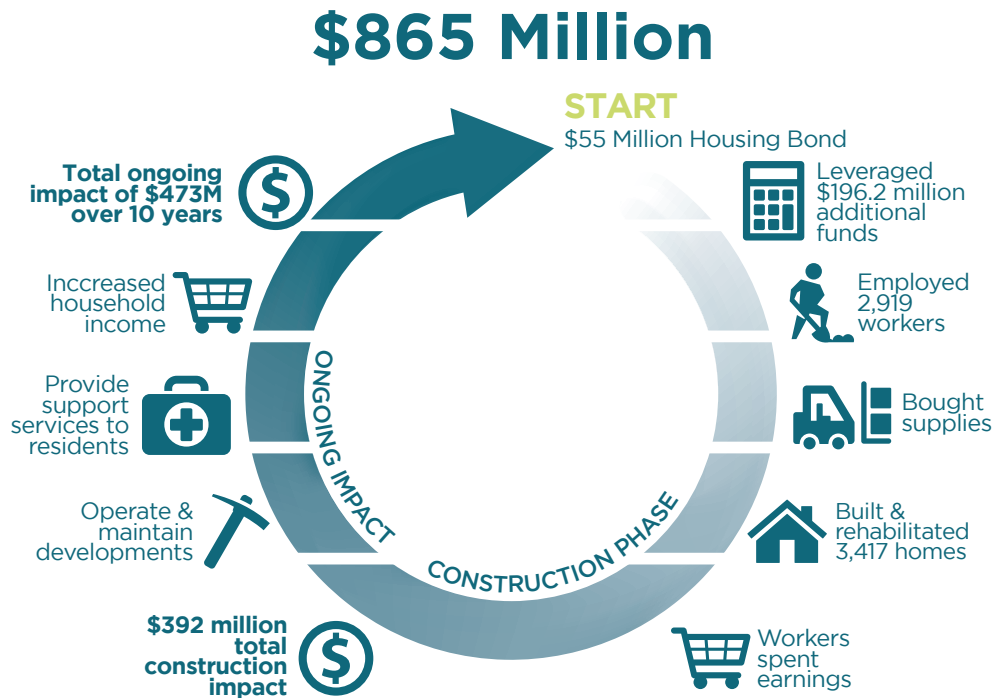 $865 Million
START
$55 Million Housing Bond
Leveraged
$196.2 million
additional
funds
Employed
2,919
workers
Bought
supplies
Built &
rehabilitated
3,417 homes
Workers
spent
earnings
CONSTRUCTION PHASE
$392 million
total
construction
impact
Operate &
maintain
developments
Provide
support
services to
residents
ONGOING IMPACT
Inccreased
household
income
Total ongoing
impact of $473M
over 10 years